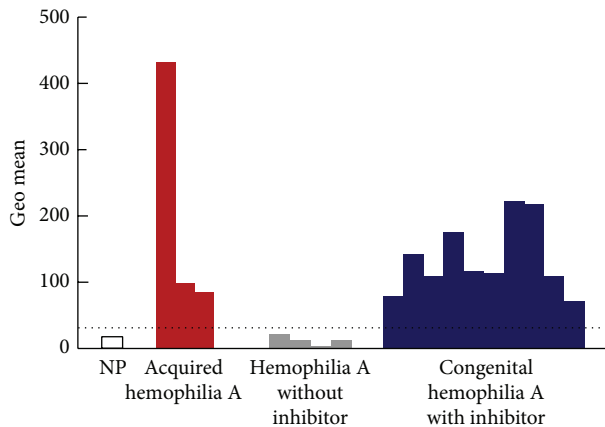 500
400
300
200
100
0
Geo mean
NP
Acquired
hemophilia A
Hemophilia A
without
inhibitor
Congenital
hemophilia A
with inhibitor